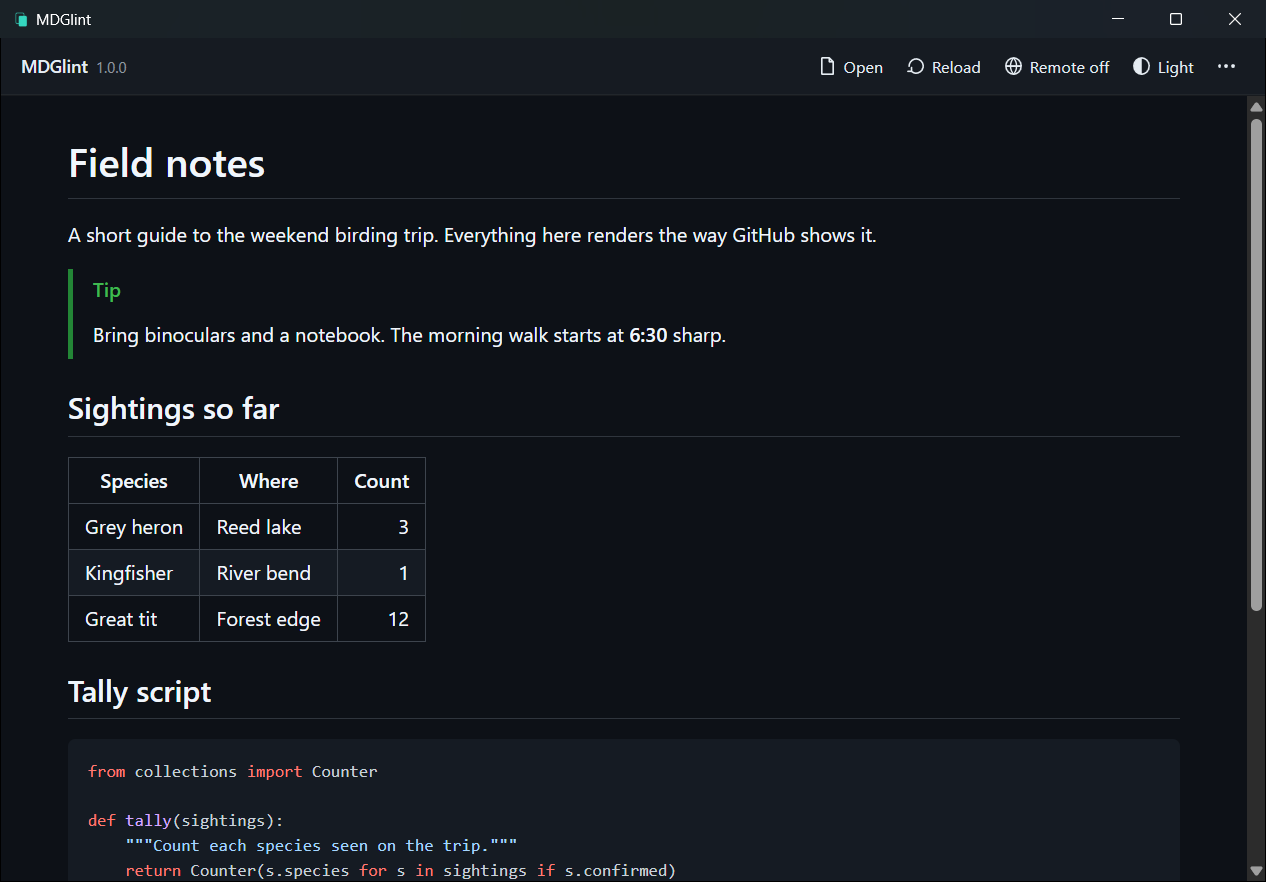 MDGlint
MDGlint 1.0.0 Open Reload Remote off Light
Field notes
A short guide to the weekend birding trip. Everything here renders the way GitHub shows it.
Tip
Bring binoculars and a notebook. The morning walk starts at 6:30 sharp.
Sightings so far
Species Where Count
Grey heron Reed lake 3
Kingfisher River bend 1
Great tit Forest edge 12
Tally script
from collections import Counter
def tally(sightings):
    """Count each species seen on the trip."""
    return Counter(s.species for s in sightings if s.confirmed)